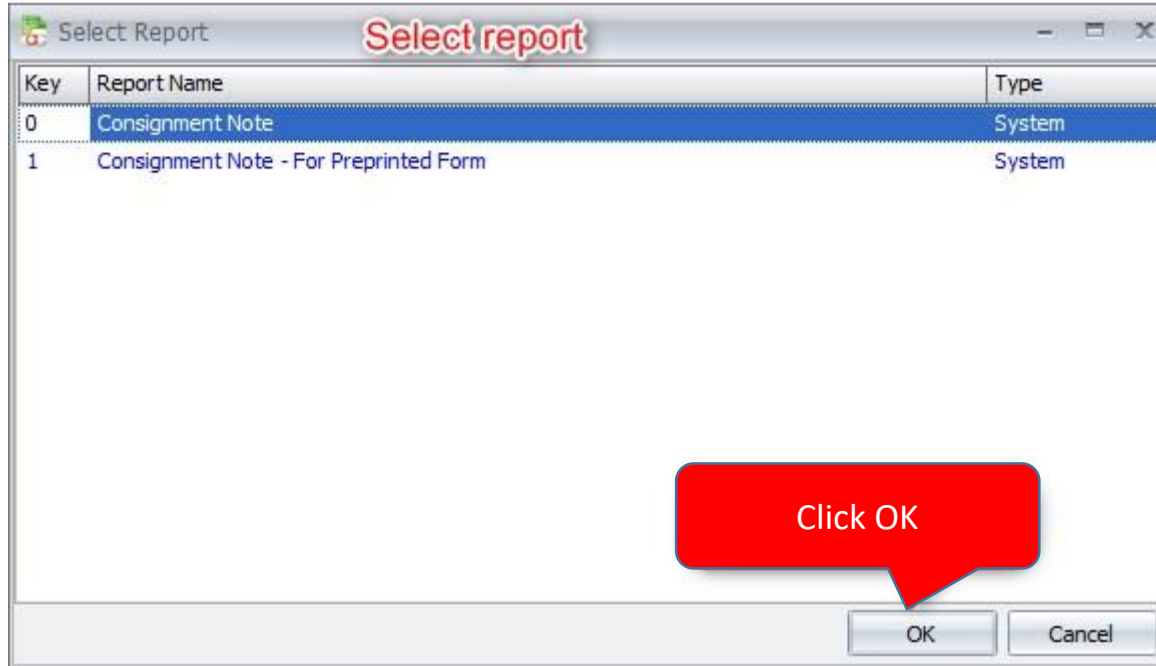 Select Report Select report
Key Report Name Type
0 Consignment Note System
1 Consignment Note - For Preprinted Form System
Click OK
OK Cancel